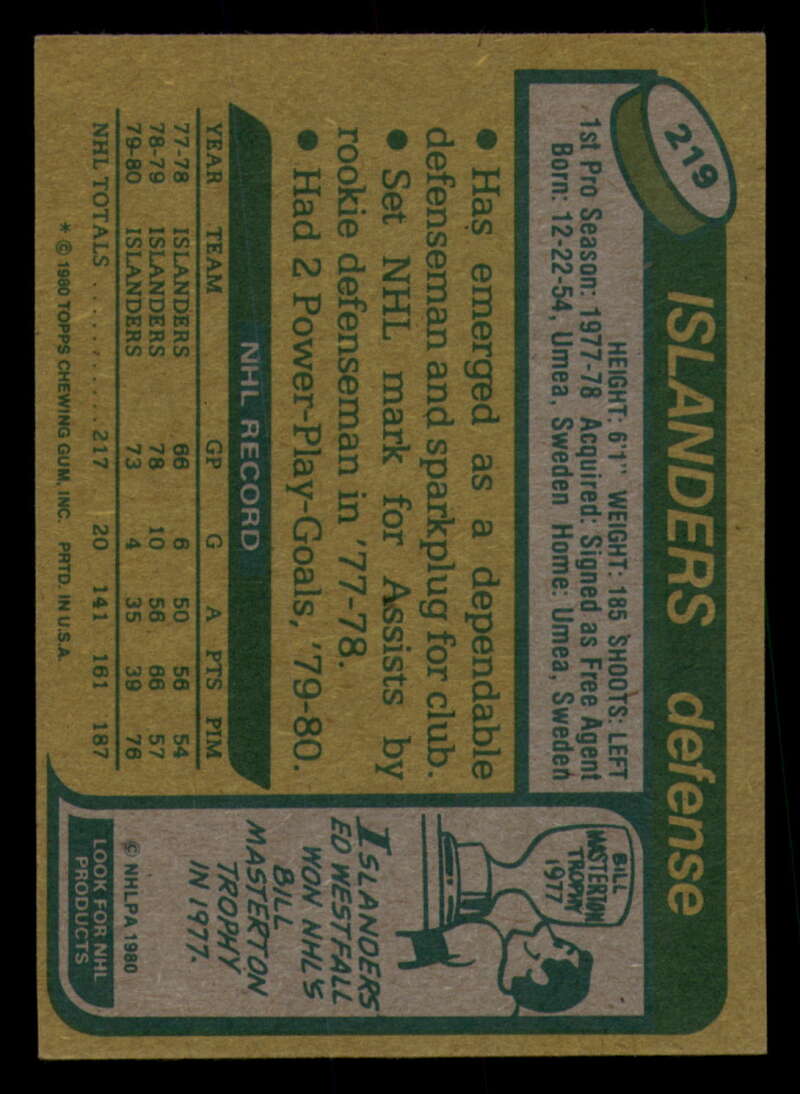 219
ISLANDERS defense
HEIGHT: 6'1" WEIGHT: 185 SHOOTS: LEFT
1st Pro Season: 1977-78 Acquired: Signed as Free Agent
Born: 12-22-54, Umea, Sweden Home: Umea, Sweden
• Has emerged as a dependable
defenseman and sparkplug for club.
• Set NHL mark for Assists by
rookie defenseman in '77-78.
• Had 2 Power-Play-Goals, '79-80.
NHL RECORD
YEAR TEAM GP G A PTS PIM
77-78 ISLANDERS 66 6 50 56 54
78-79 ISLANDERS 78 10 56 66 57
79-80 ISLANDERS 73 4 35 39 76
NHL TOTALS ..........217 20 141 161 187
* © 1980 TOPPS CHEWING GUM, INC. PRTD. IN U.S.A.
BILL
MASTERTON
TROPHY
1977
ISLANDERS'
ED WESTFALL
WON NHL'S
BILL
MASTERTON
TROPHY
IN 1977.
© NHLPA 1980
LOOK FOR NHL
PRODUCTS